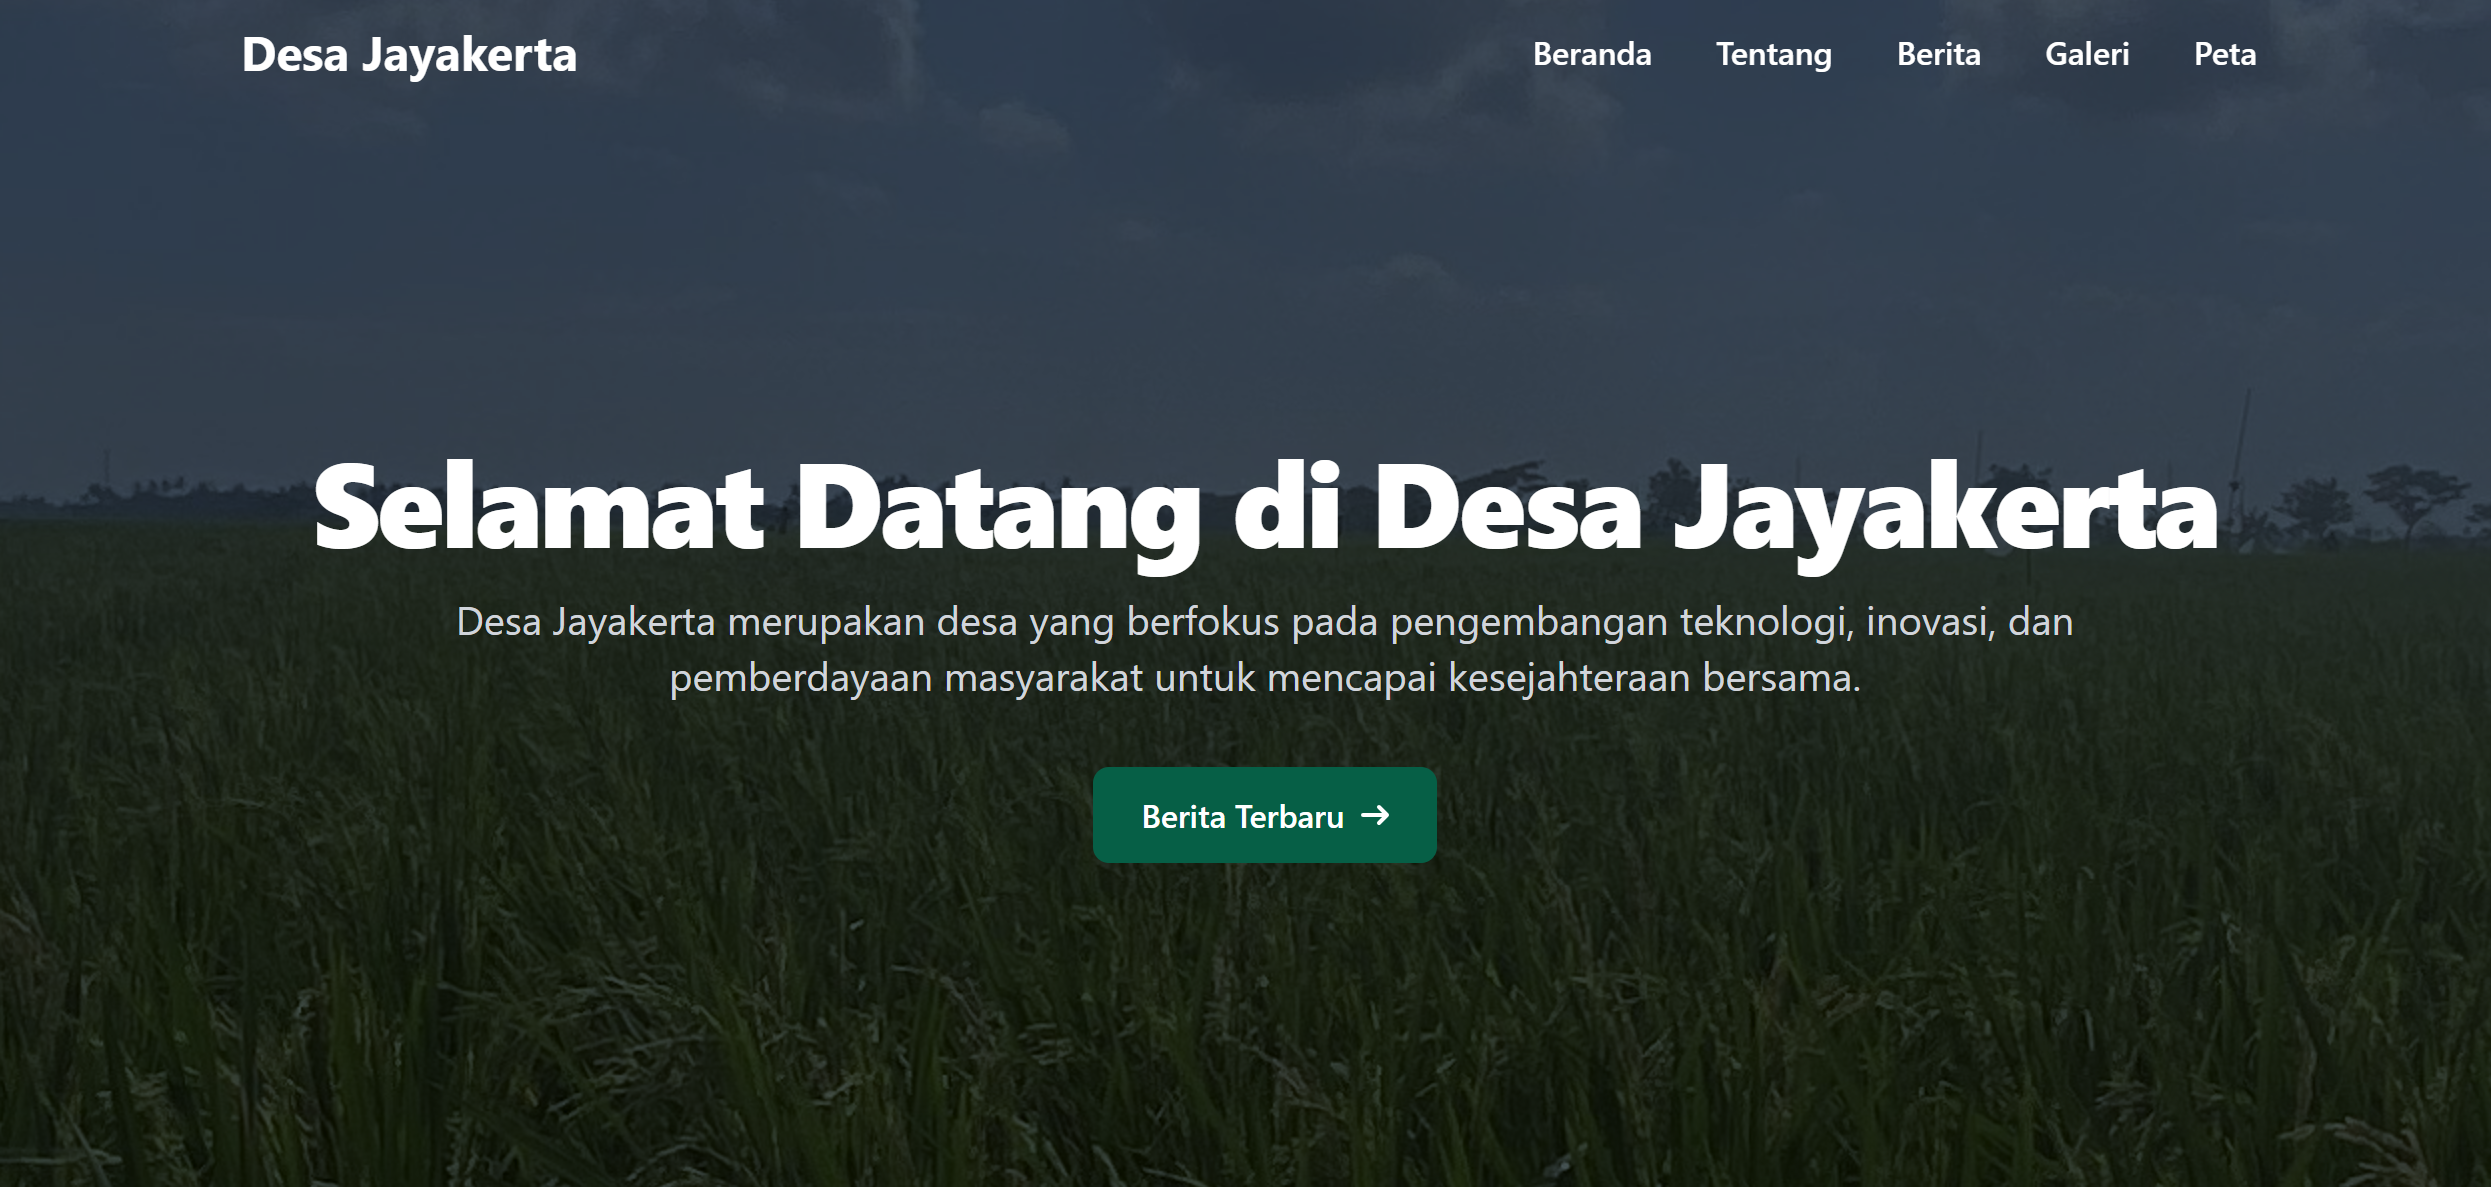 Desa Jayakerta
Beranda Tentang Berita Galeri Peta
Selamat Datang di Desa Jayakerta
Desa Jayakerta merupakan desa yang berfokus pada pengembangan teknologi, inovasi, dan
pemberdayaan masyarakat untuk mencapai kesejahteraan bersama.
Berita Terbaru →